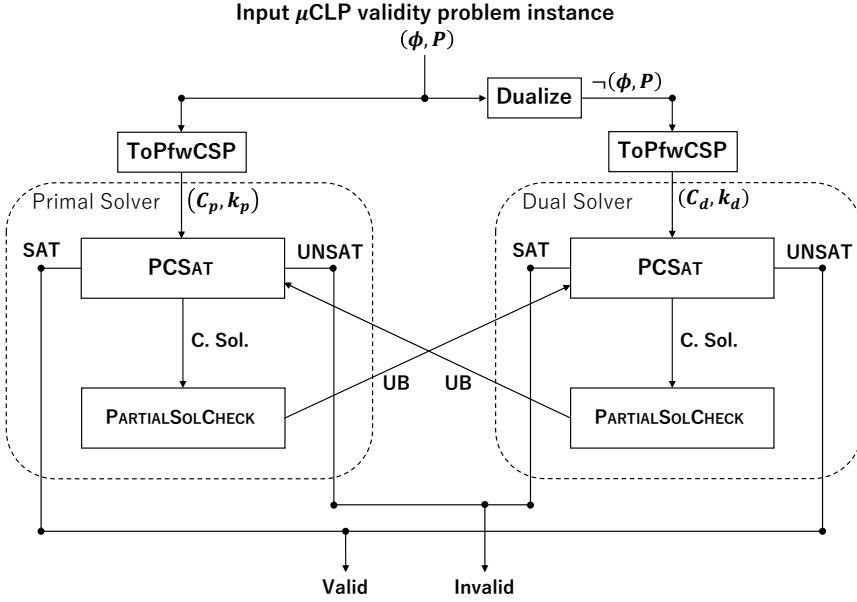 Input μCLP validity problem instance
(ϕ, P)
Dualize
¬(ϕ, P)
ToPfwCSP
ToPfwCSP
Primal Solver
(C_p, k_p)
Dual Solver
(C_d, k_d)
SAT
UNSAT
SAT
UNSAT
PCSAT
PCSAT
C. Sol.
C. Sol.
UB
UB
PARTIALSOLCHECK
PARTIALSOLCHECK
Valid
Invalid